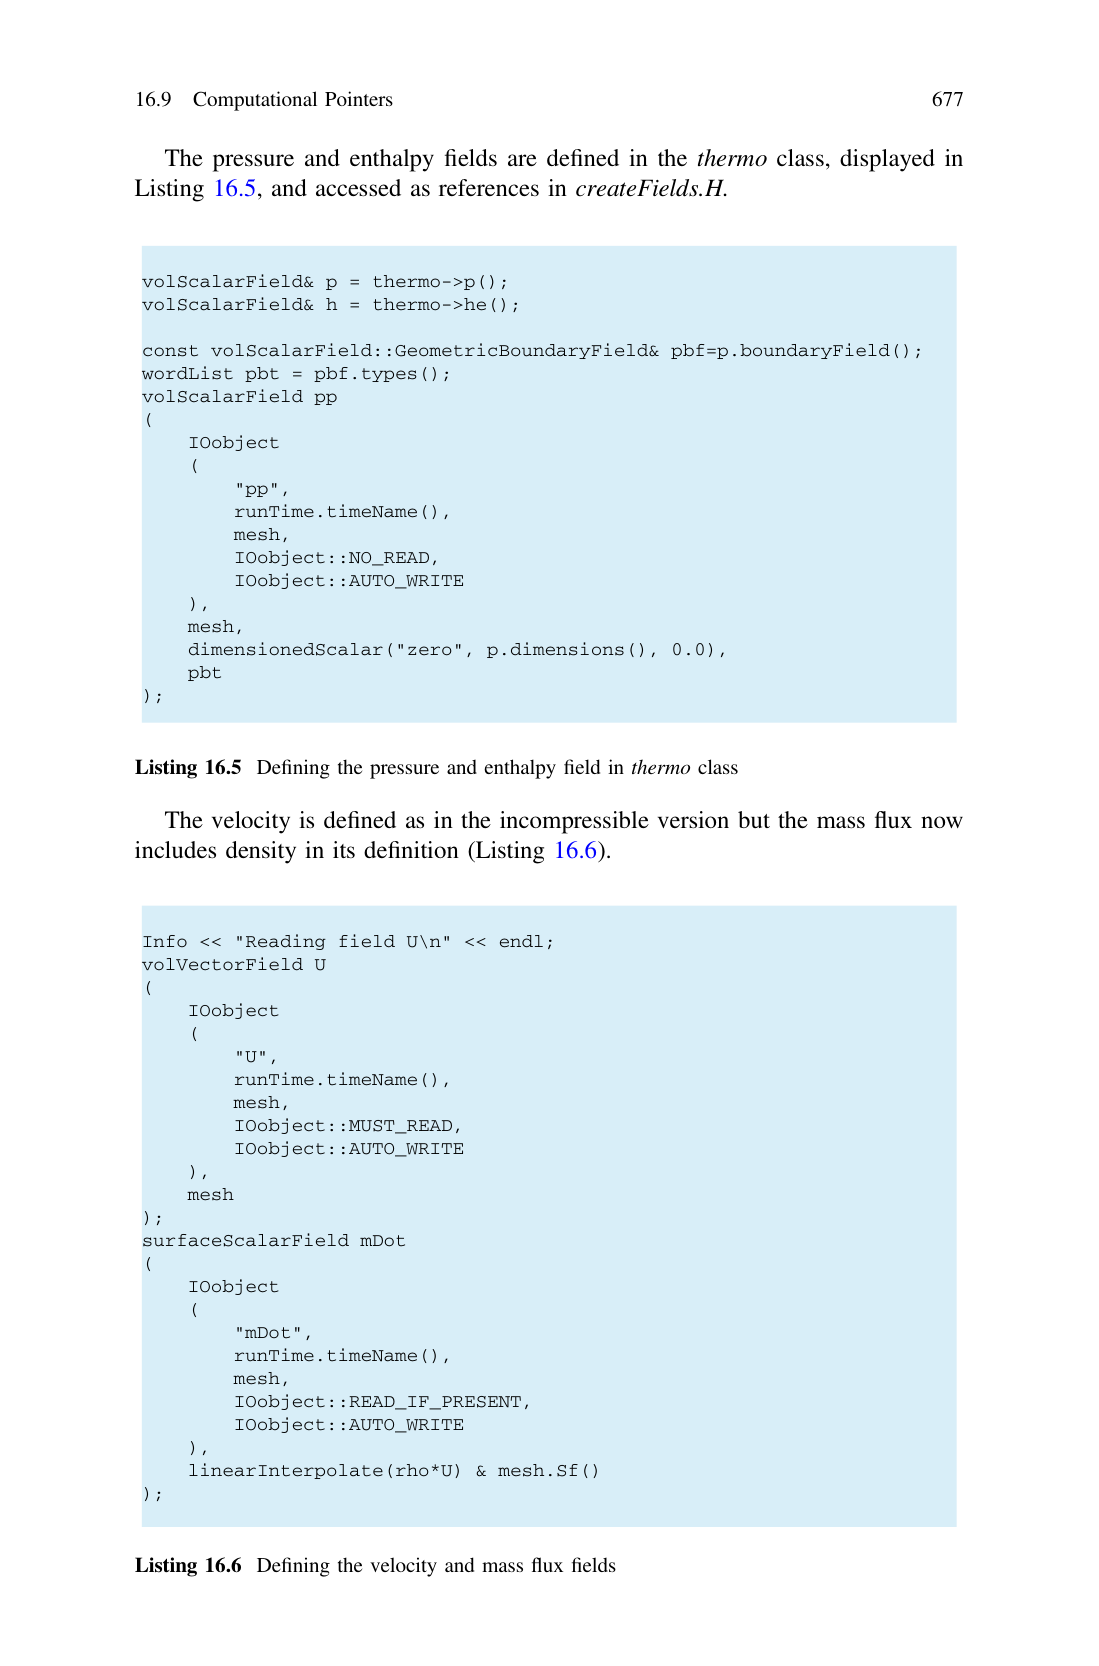 16.9 Computational Pointers 677
The pressure and enthalpy fields are defined in the thermo class, displayed in
Listing 16.5, and accessed as references in createFields.H.
volScalarField& p = thermo->p();
volScalarField& h = thermo->he();
const volScalarField::GeometricBoundaryField& pbf=p.boundaryField();
wordList pbt = pbf.types();
volScalarField pp
(
    IOobject
    (
        "pp",
        runTime.timeName(),
        mesh,
        IOobject::NO_READ,
        IOobject::AUTO_WRITE
    ),
    mesh,
    dimensionedScalar("zero", p.dimensions(), 0.0),
    pbt
);
Listing 16.5 Defining the pressure and enthalpy field in thermo class
The velocity is defined as in the incompressible version but the mass flux now
includes density in its definition (Listing 16.6).
Info << "Reading field U\n" << endl;
volVectorField U
(
    IOobject
    (
        "U",
        runTime.timeName(),
        mesh,
        IOobject::MUST_READ,
        IOobject::AUTO_WRITE
    ),
    mesh
);
surfaceScalarField mDot
(
    IOobject
    (
        "mDot",
        runTime.timeName(),
        mesh,
        IOobject::READ_IF_PRESENT,
        IOobject::AUTO_WRITE
    ),
    linearInterpolate(rho*U) & mesh.Sf()
);
Listing 16.6 Defining the velocity and mass flux fields